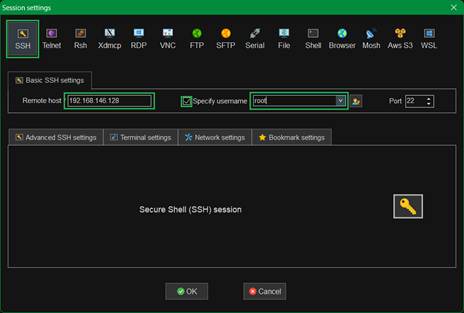 Session settings
SSH Telnet Rsh Xdmcp RDP VNC FTP SFTP Serial File Shell Browser Mosh Aws S3 WSL
Basic SSH settings
Remote host 192.168.146.128 Specify username root Port 22
Advanced SSH settings Terminal settings Network settings Bookmark settings
Secure Shell (SSH) session
OK Cancel